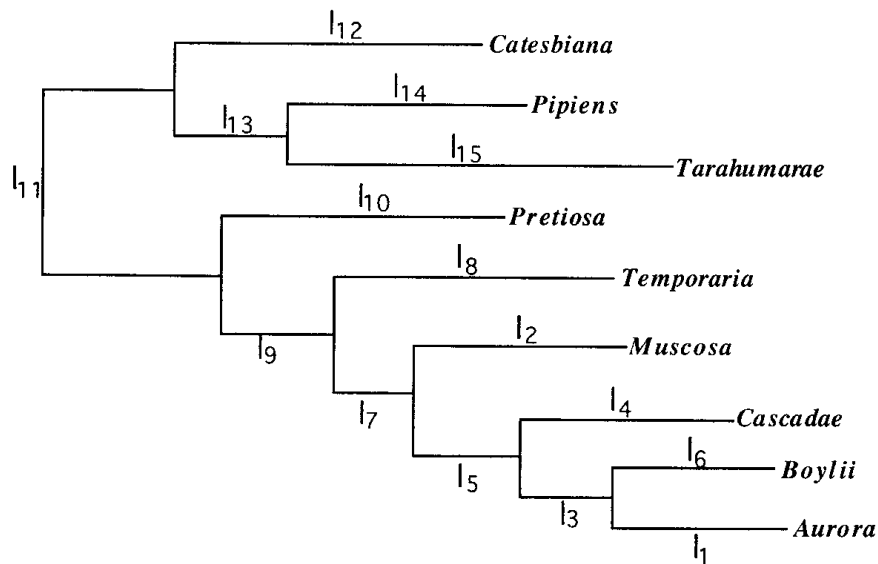 l12 Catesbiana
l14 Pipiens
l13
l15 Tarahumarae
l11
l10 Pretiosa
l8 Temporaria
l9
l2 Muscosa
l7
l4 Cascadae
l5
l6 Boylii
l3
Aurora
l1